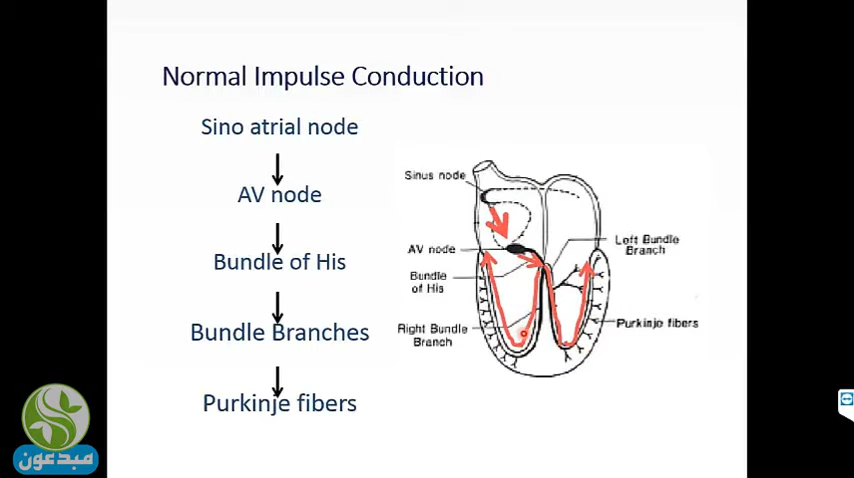 Normal Impulse Conduction
Sino atrial node
AV node
Bundle of His
Bundle Branches
Purkinje fibers
Sinus node
AV node
Bundle
of His
Right Bundle
Branch
Left Bundle
Branch
Purkinjo fibers
مبدعون